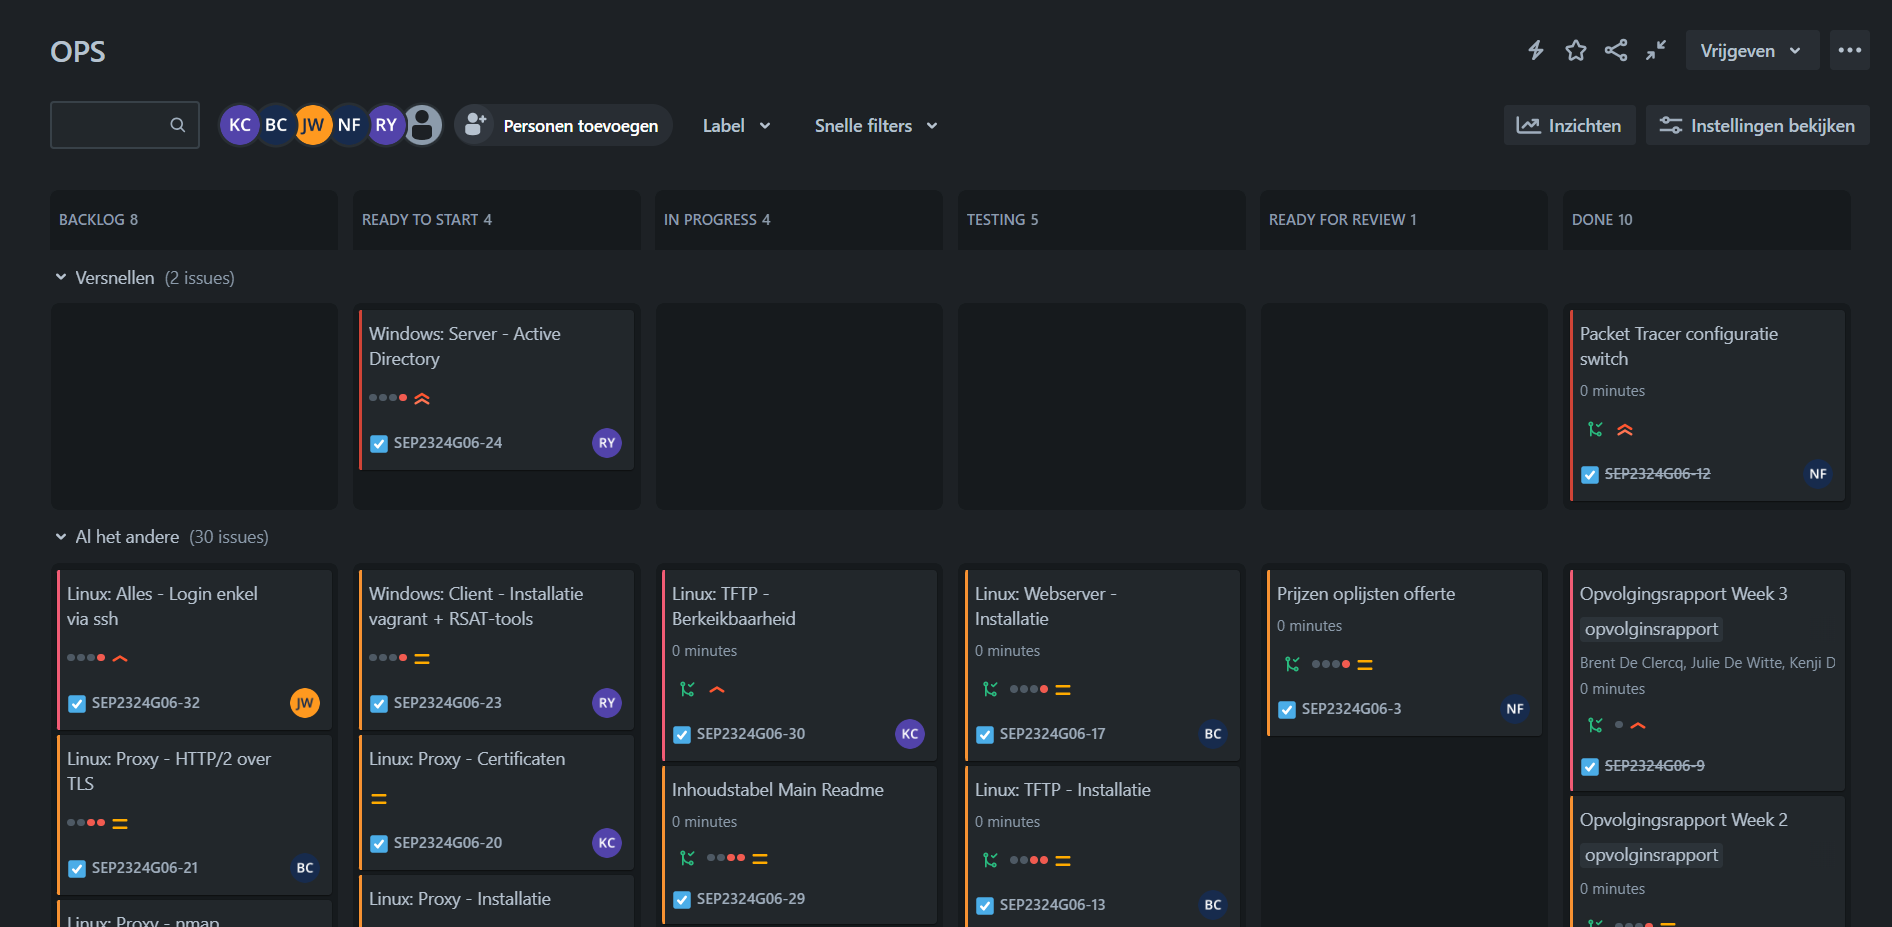 OPS
Vrijgeven
KC BC JW NF RY
Personen toevoegen
Label
Snelle filters
Inzichten
Instellingen bekijken
BACKLOG 8
READY TO START 4
IN PROGRESS 4
TESTING 5
READY FOR REVIEW 1
DONE 10
Versnellen (2 issues)
Windows: Server - Active
Directory
SEP2324G06-24
RY
Packet Tracer configuratie
switch
0 minutes
SEP2324G06-12
NF
Al het andere (30 issues)
Linux: Alles - Login enkel
via ssh
SEP2324G06-32
JW
Linux: Proxy - HTTP/2 over
TLS
SEP2324G06-21
BC
Linux: Proxy - nmap
Windows: Client - Installatie
vagrant + RSAT-tools
SEP2324G06-23
RY
Linux: Proxy - Certificaten
SEP2324G06-20
KC
Linux: Proxy - Installatie
Linux: TFTP -
Berkeikbaarheid
0 minutes
SEP2324G06-30
KC
Inhoudstabel Main Readme
0 minutes
SEP2324G06-29
Linux: Webserver -
Installatie
0 minutes
SEP2324G06-17
BC
Linux: TFTP - Installatie
0 minutes
SEP2324G06-13
BC
Prijzen oplijsten offerte
0 minutes
SEP2324G06-3
NF
Opvolgingsrapport Week 3
opvolginsrapport
Brent De Clercq, Julie De Witte, Kenji D
0 minutes
SEP2324G06-9
Opvolgingsrapport Week 2
opvolginsrapport
0 minutes